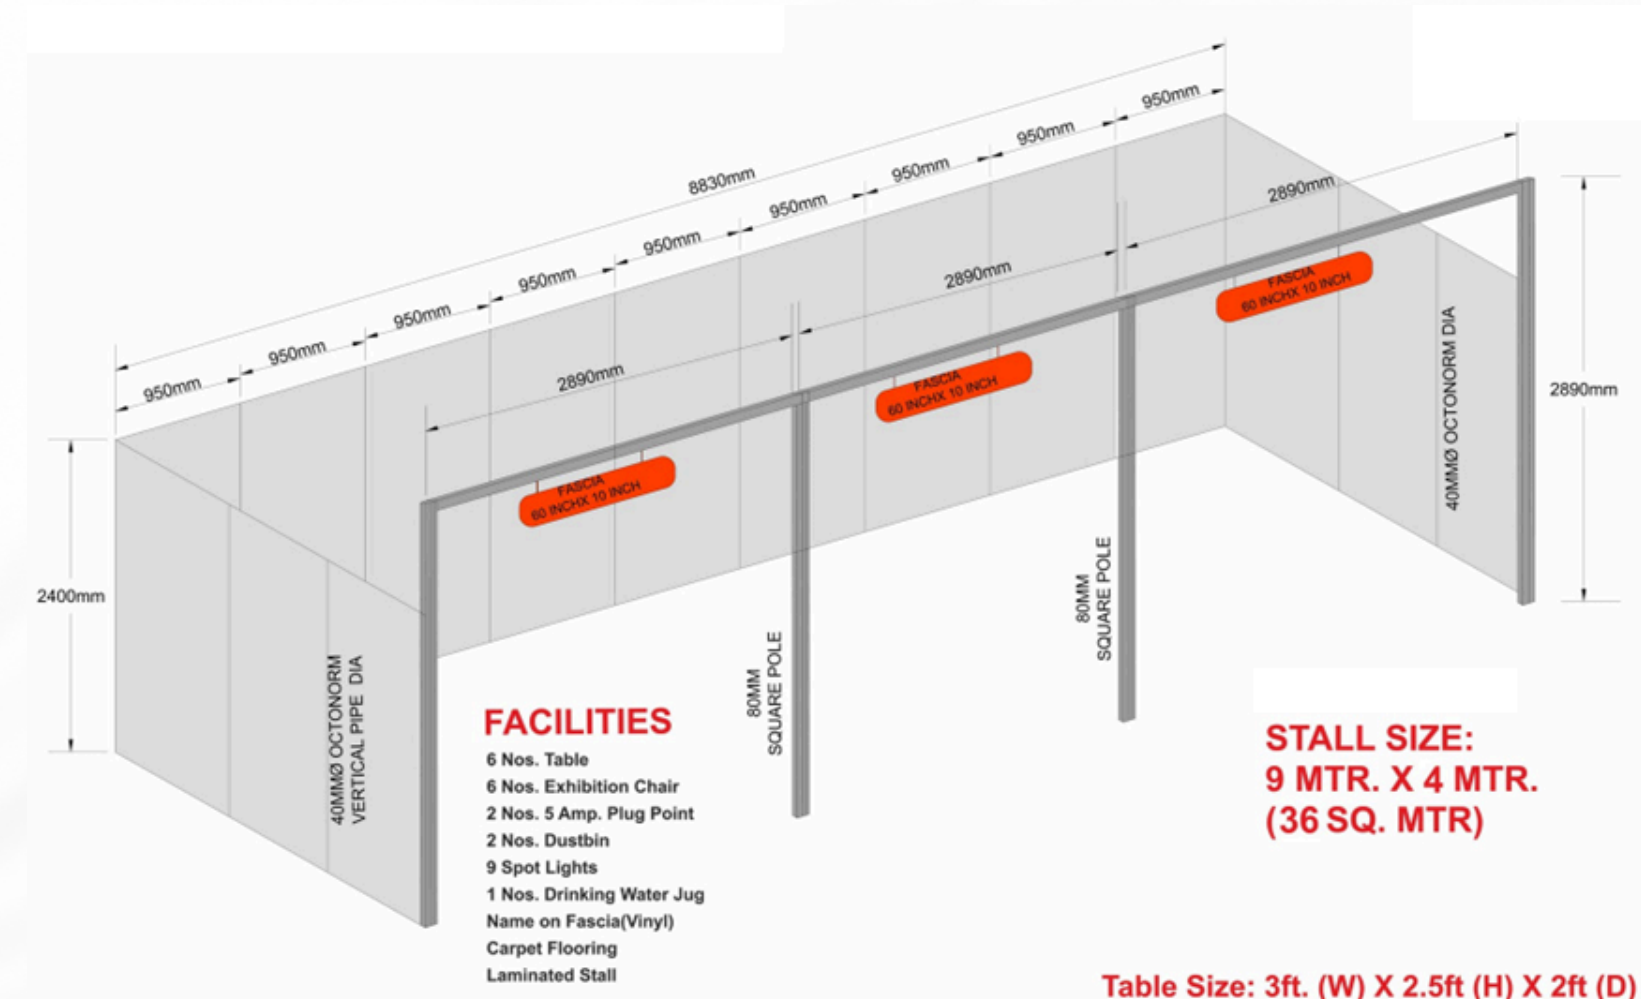 950mm
950mm
950mm
950mm
950mm
950mm
950mm
950mm
950mm
8830mm
2890mm
2890mm
2890mm
FASCIA
60 INCHX 10 INCH
FASCIA
60 INCHX 10 INCH
FASCIA
60 INCHX 10 INCH
2400mm
2890mm
40MMØ OCTONORM
VERTICAL PIPE DIA
80MM
SQUARE POLE
80MM
SQUARE POLE
40MMØ OCTONORM DIA
FACILITIES
6 Nos. Table
6 Nos. Exhibition Chair
2 Nos. 5 Amp. Plug Point
2 Nos. Dustbin
9 Spot Lights
1 Nos. Drinking Water Jug
Name on Fascia(Vinyl)
Carpet Flooring
Laminated Stall
STALL SIZE:
9 MTR. X 4 MTR.
(36 SQ. MTR)
Table Size: 3ft. (W) X 2.5ft (H) X 2ft (D)